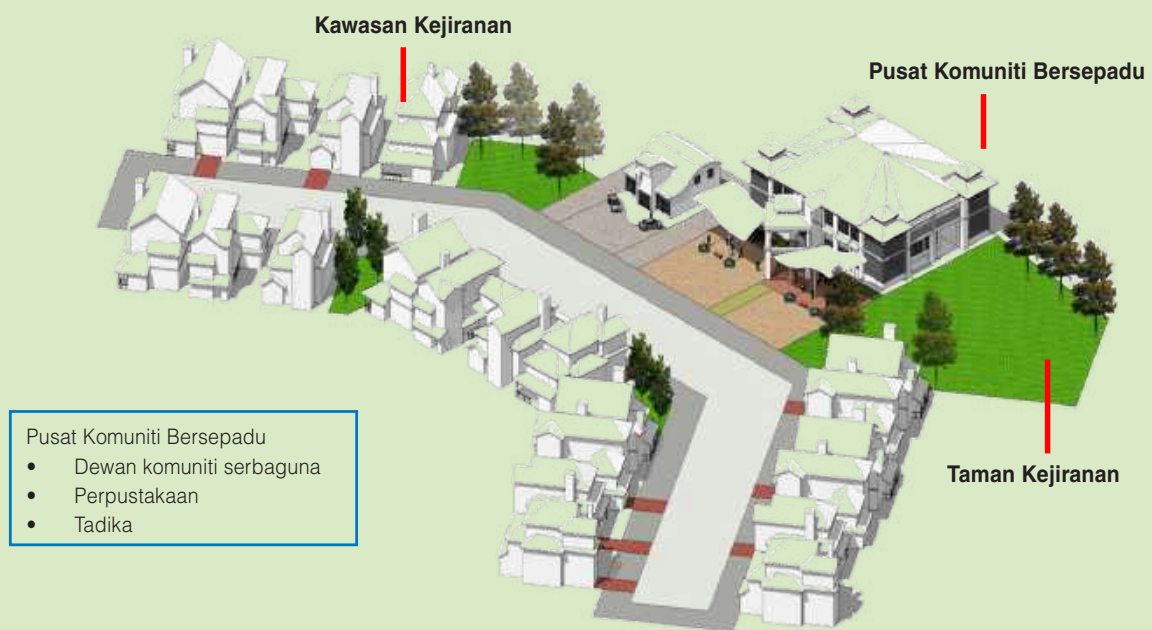 Kawasan Kejiranan
Pusat Komuniti Bersepadu
Pusat Komuniti Bersepadu
• Dewan komuniti serbaguna
• Perpustakaan
• Tadika
Taman Kejiranan